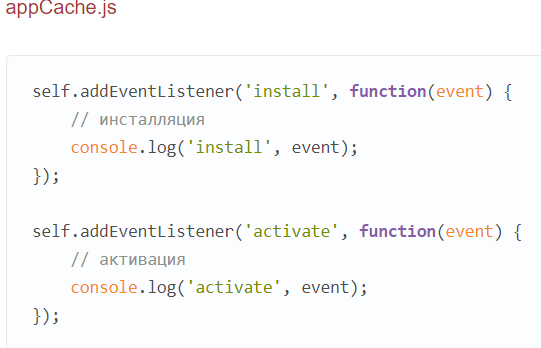 appCache.js
self.addEventListener('install', function(event) {
    // инсталляция
    console.log('install', event);
});
self.addEventListener('activate', function(event) {
    // активация
    console.log('activate', event);
});